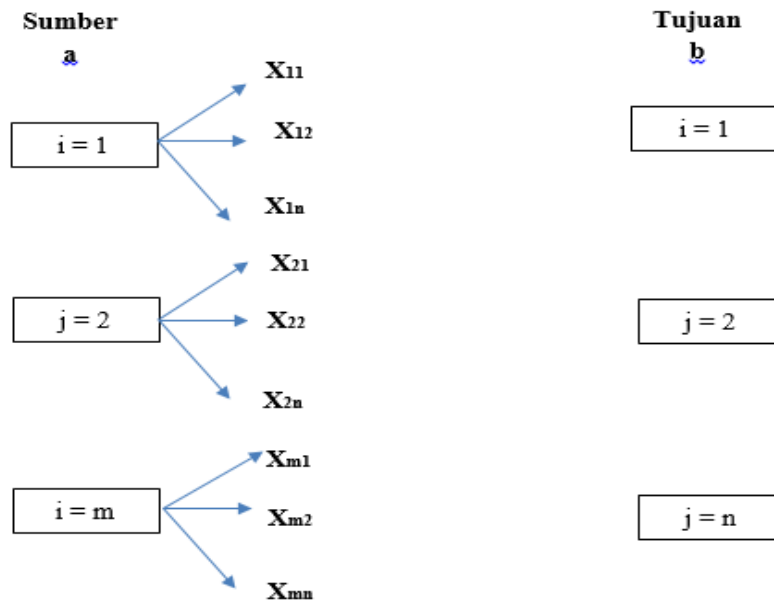 Sumber
a
Tujuan
b
i = 1
X11
X12
X1n
i = 1
j = 2
X21
X22
X2n
j = 2
i = m
Xm1
Xm2
Xmn
j = n